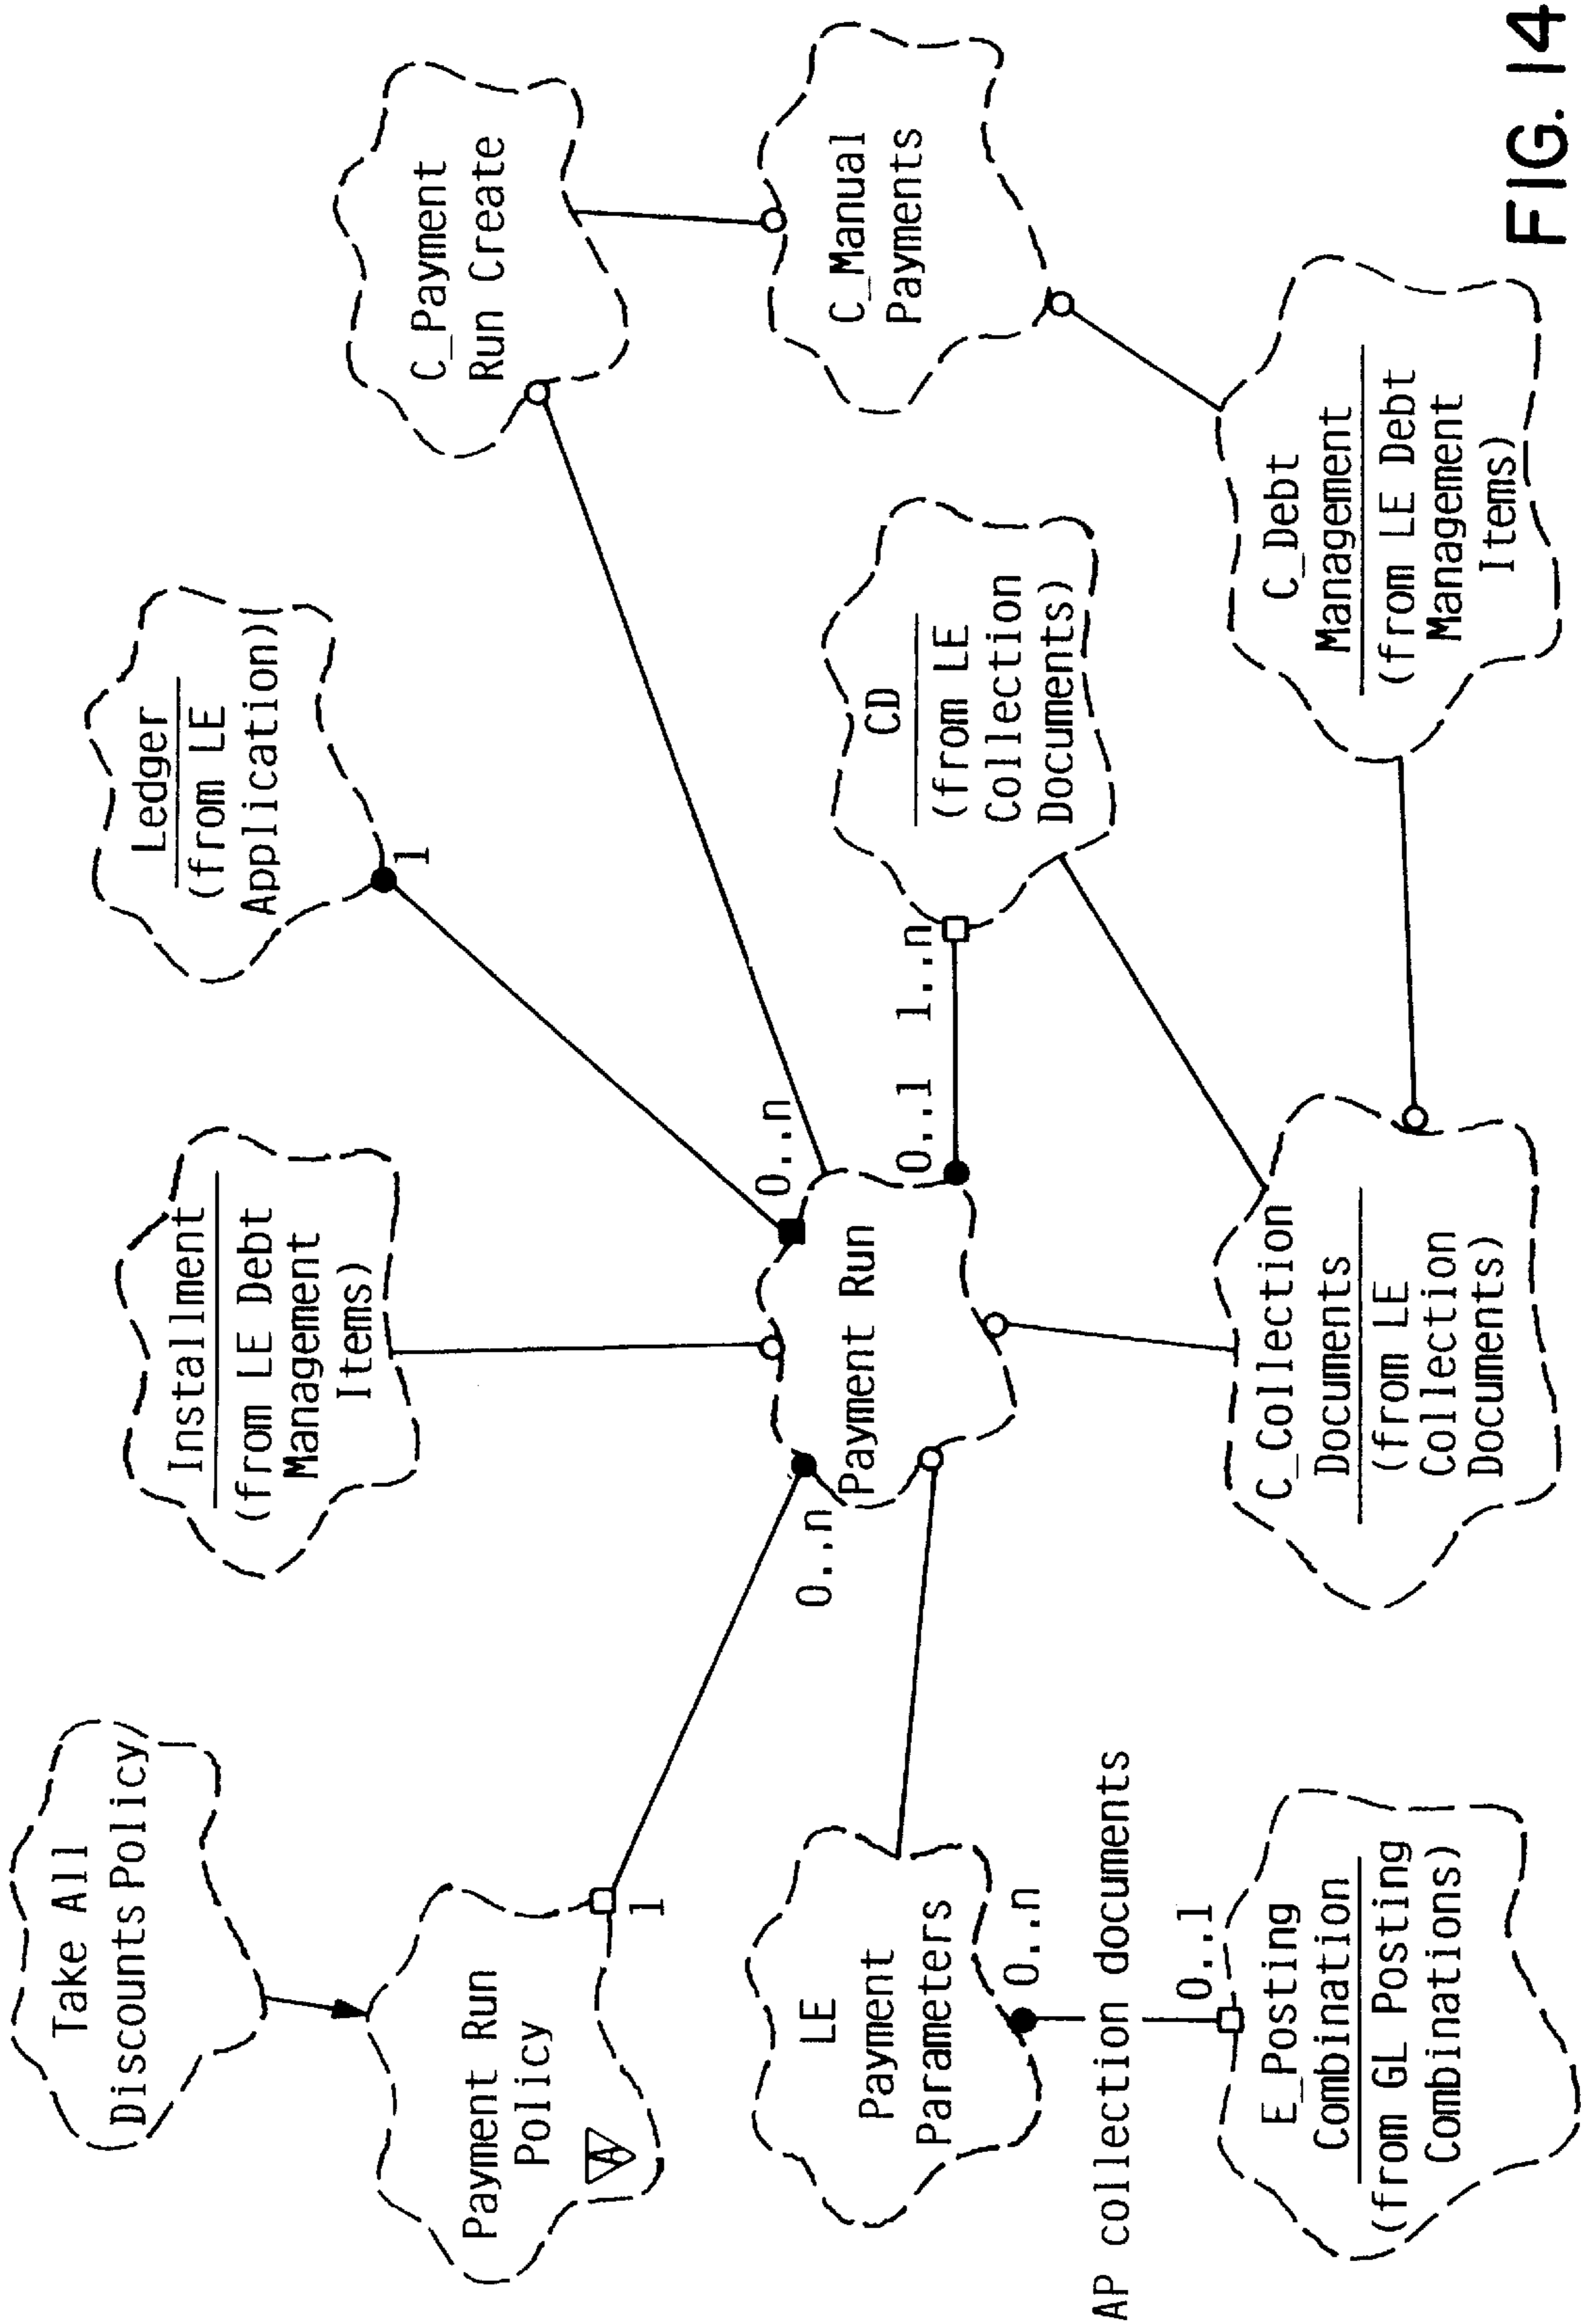 Take All
Discounts Policy
Installment
(from LE Debt
Management
Items)
Ledger
(from LE
Application)
C_Payment
Run Create
Payment Run
Policy
A
1
0..n
0..n
1
Payment Run
LE
Payment
Parameters
0..n
0..1
1..n
CD
(from LE
Collection
Documents)
C_Manual
Payments
AP collection documents
0..1
E_Posting
Combination
(from GL Posting
Combinations)
C_Collection
Documents
(from LE
Collection
Documents)
C_Debt
Management
(from LE Debt
Management
Items)
FIG. 14